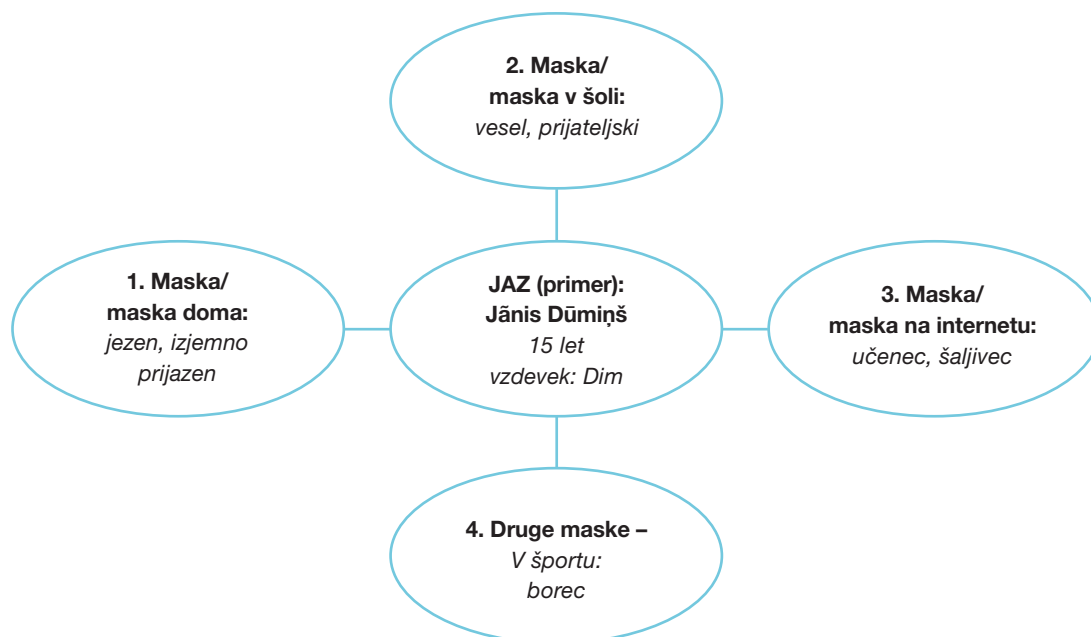 2. Maska/
maska v šoli:
vesel, prijateljski
1. Maska/
maska doma:
jezen, izjemno
prijazen
JAZ (primer):
Jãnis Dūmiņš
15 let
vzdevek: Dim
3. Maska/
maska na internetu:
učenec, šaljivec
4. Druge maske –
V športu:
borec